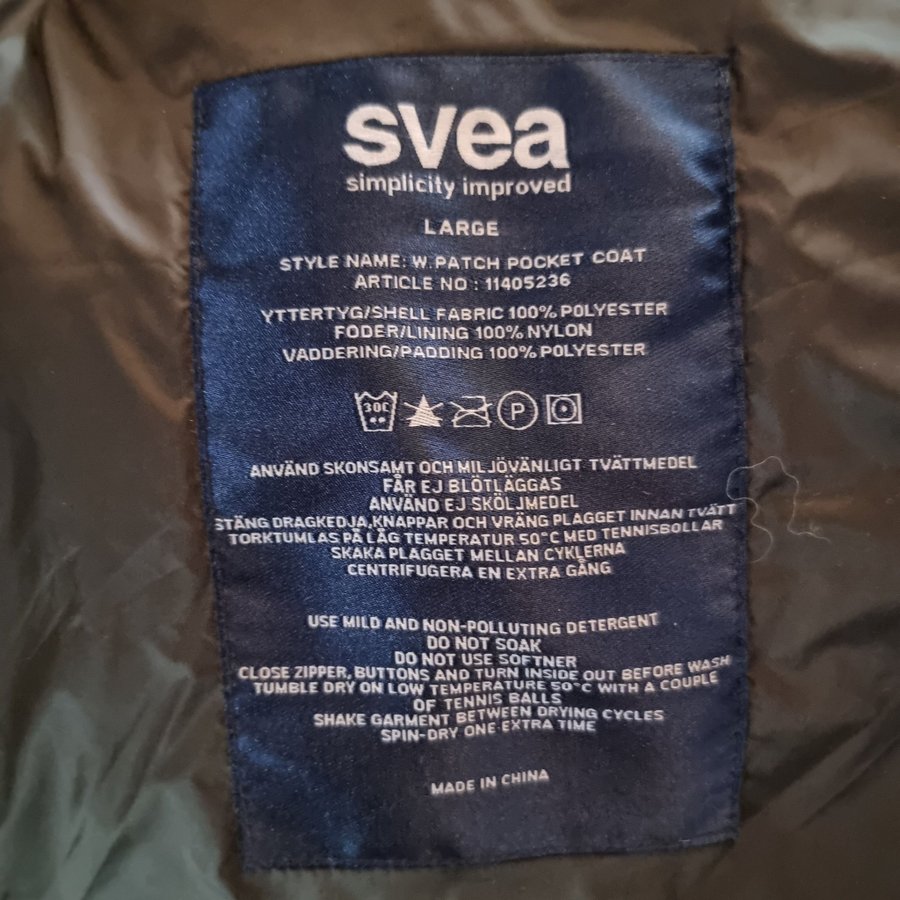 svea
simplicity improved
LARGE
STYLE NAME: W.PATCH POCKET COAT
ARTICLE NO : 11405236
YTTERTYG/SHELL FABRIC 100% POLYESTER
FODER/LINING 100% NYLON
VADDERING/PADDING 100% POLYESTER
30C P
ANVÄND SKONSAMT OCH MILJÖVÄNLIGT TVÄTTMEDEL
FÅR EJ BLÖTLÄGGAS
ANVÄND EJ SKÖLJMEDEL
STÄNG DRAGKEDJA,KNAPPAR OCH VRÄNG PLAGGET INNAN TVÄTT
TORKTUMLAS PÅ LÅG TEMPERATUR 50°C MED TENNISBOLLAR
SKAKA PLAGGET MELLAN CYKLERNA
CENTRIFUGERA EN EXTRA GÅNG
USE MILD AND NON-POLLUTING DETERGENT
DO NOT SOAK
DO NOT USE SOFTNER
CLOSE ZIPPER, BUTTONS AND TURN INSIDE OUT BEFORE WASH
TUMBLE DRY ON LOW TEMPERATURE 50°C WITH A COUPLE
OF TENNIS BALLS
SHAKE GARMENT BETWEEN DRYING CYCLES
SPIN-DRY ONE EXTRA TIME
MADE IN CHINA